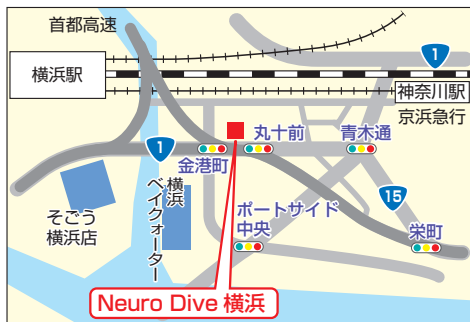 首都高速
1
横浜駅
神奈川駅
京浜急行
丸十前
青木通
1
金港町
横浜
ベイクォーター
15
そごう
横浜店
ポートサイド
中央
栄町
Neuro Dive 横浜